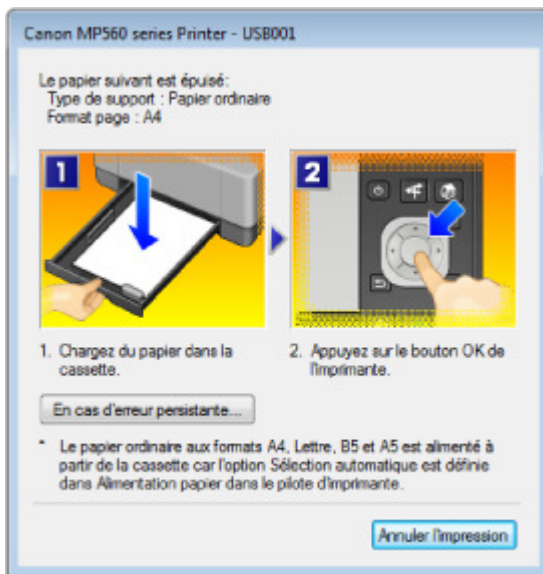 Canon MP560 series Printer - USB001
Le papier suivant est épuisé:
Type de support : Papier ordinaire
Format page : A4
1
2
1. Chargez du papier dans la
cassette.
2. Appuyez sur le bouton OK de
l'imprimante.
En cas d'erreur persistante...
* Le papier ordinaire aux formats A4, Lettre, B5 et A5 est alimenté à
partir de la cassette car l'option Sélection automatique est définie
dans Alimentation papier dans le pilote d'imprimante.
Annuler l'impression